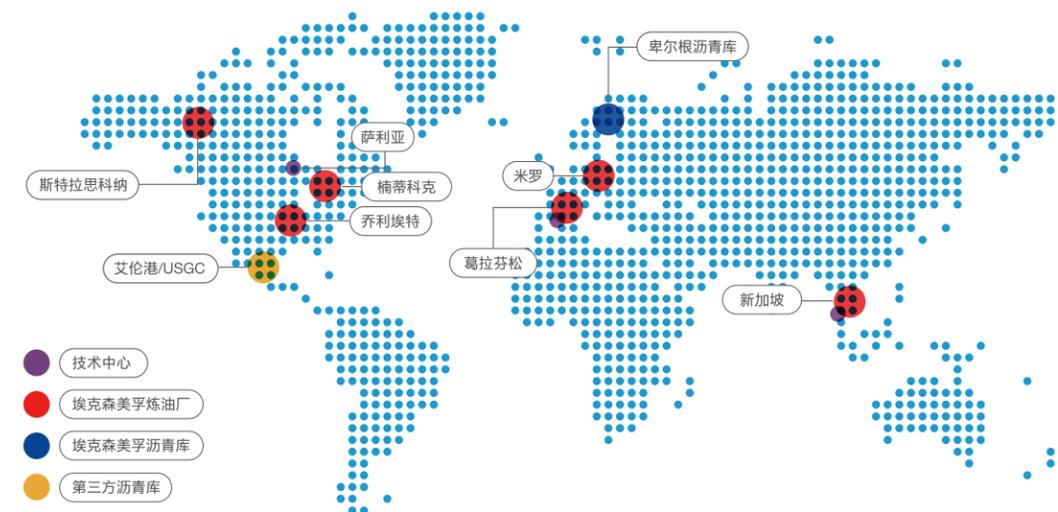 卑尔根沥青库
萨利亚
米罗
斯特拉思科纳
楠蒂科克
乔利埃特
葛拉芬松
艾伦港/USGC
新加坡
技术中心
埃克森美孚炼油厂
埃克森美孚沥青库
第三方沥青库